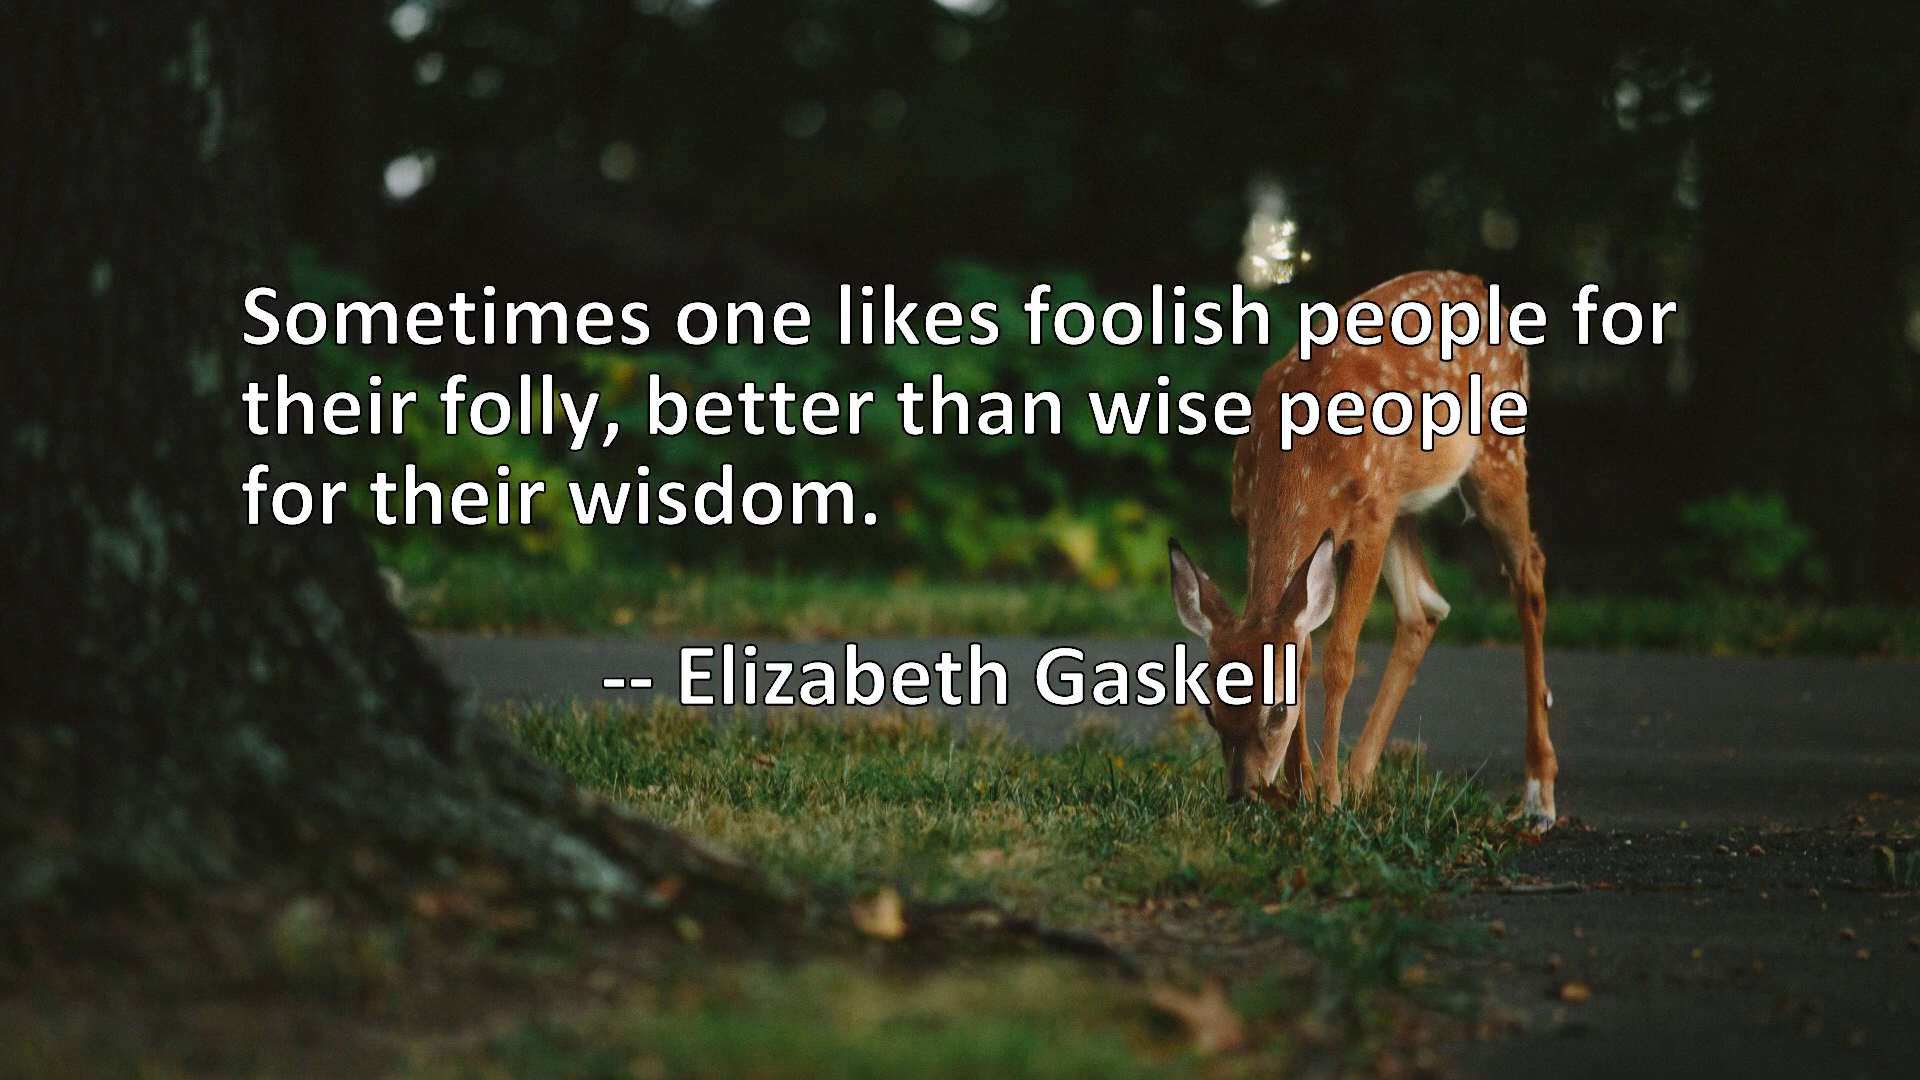 Sometimes one likes foolish people for
their folly, better than wise people
for their wisdom.
-- Elizabeth Gaskell